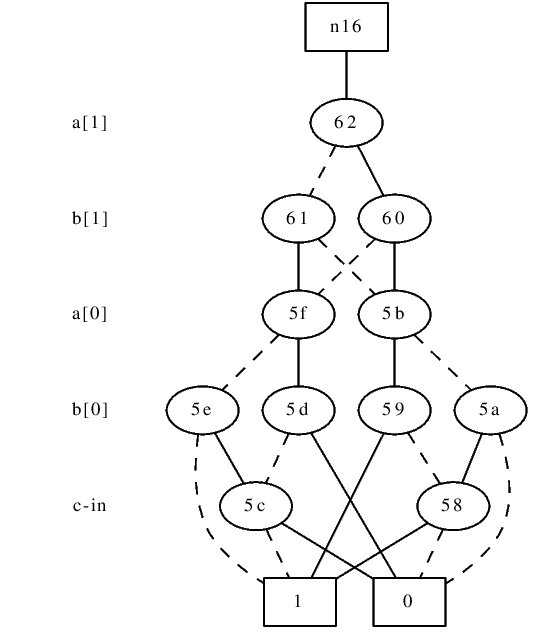 n16
a[1] 62
b[1] 61 60
a[0] 5f 5b
b[0] 5e 5d 59 5a
c-in 5c 58
1 0